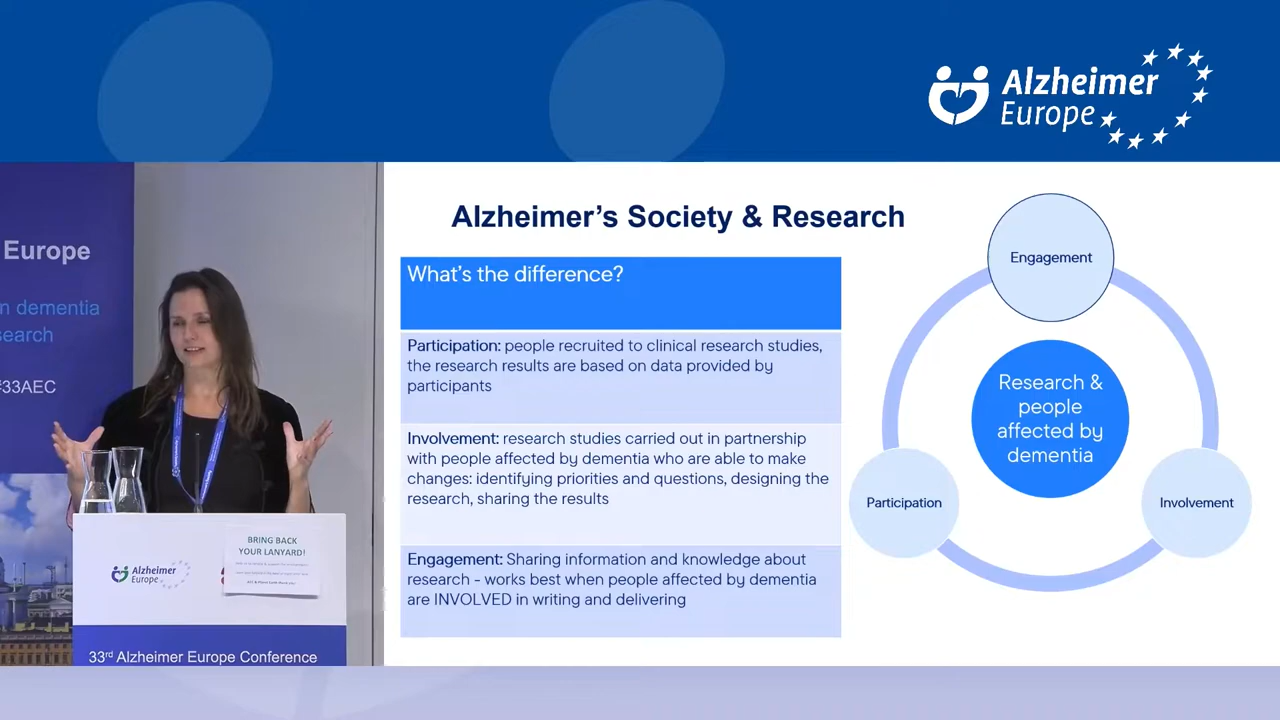 Alzheimer
Europe
Europe
n dementia
search
#33AEC
BRING BACK
YOUR LANYARD!
Alzheimer
Europe
33rd Alzheimer Europe Conference
Alzheimer's Society & Research
What's the difference?
Participation: people recruited to clinical research studies,
the research results are based on data provided by
participants
Involvement: research studies carried out in partnership
with people affected by dementia who are able to make
changes: identifying priorities and questions, designing the
research, sharing the results
Engagement: Sharing information and knowledge about
research - works best when people affected by dementia
are INVOLVED in writing and delivering
Engagement
Research &
people
affected by
dementia
Participation
Involvement